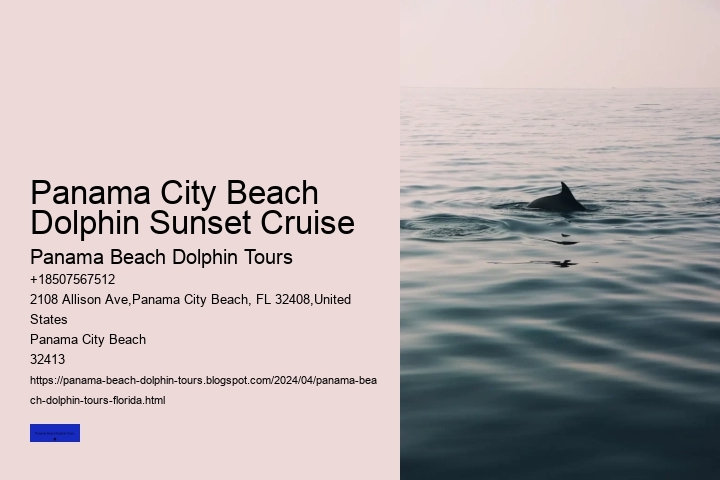 Panama City Beach
Dolphin Sunset Cruise
Panama Beach Dolphin Tours
+18507567512
2108 Allison Ave,Panama City Beach, FL 32408,United
States
Panama City Beach
32413
https://panama-beach-dolphin-tours.blogspot.com/2024/04/panama-bea
ch-dolphin-tours-florida.html